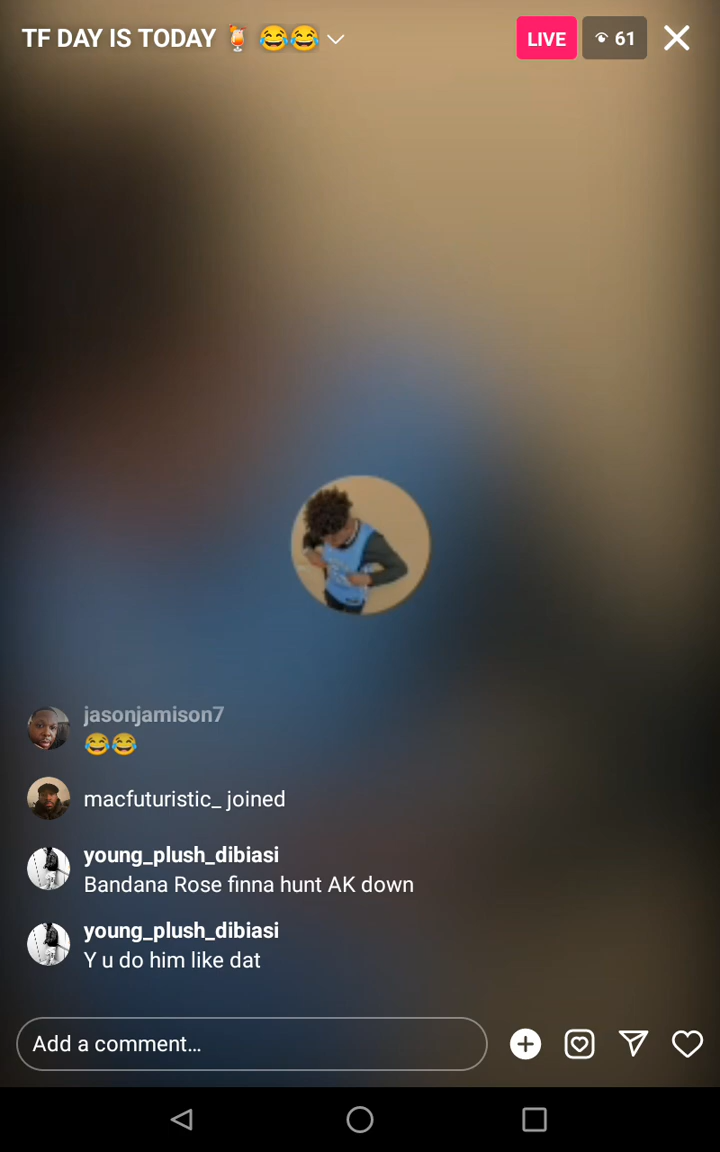 TF DAY IS TODAY 🍹 😂😂
LIVE
61
jasonjamison7
😂😂
macfuturistic_ joined
young_plush_dibiasi
Bandana Rose finna hunt AK down
young_plush_dibiasi
Y u do him like dat
Add a comment...